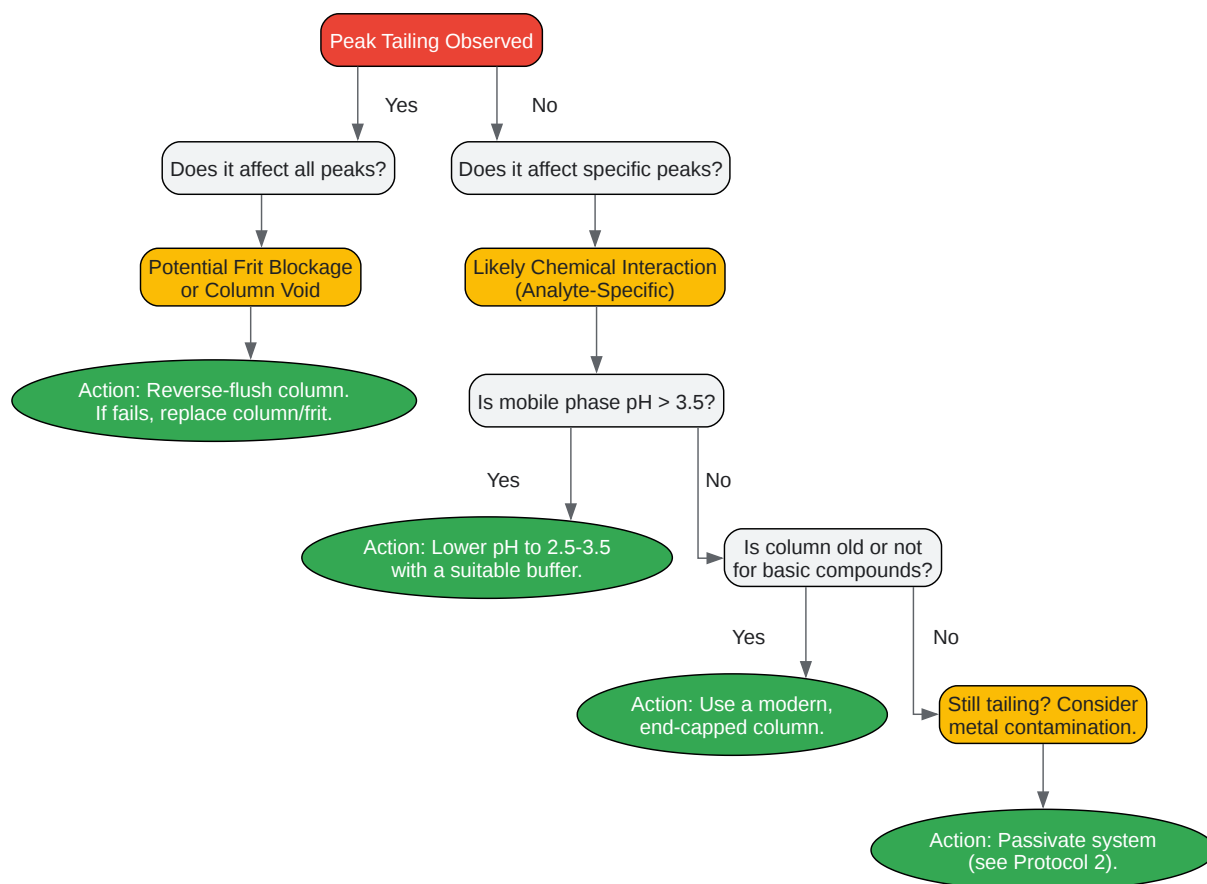 Peak Tailing Observed
Yes
No
Does it affect all peaks?
Does it affect specific peaks?
Potential Frit Blockage
or Column Void
Likely Chemical Interaction
(Analyte-Specific)
Action: Reverse-flush column.
If fails, replace column/frit.
Is mobile phase pH > 3.5?
Yes
No
Action: Lower pH to 2.5-3.5
with a suitable buffer.
Is column old or not
for basic compounds?
Yes
No
Action: Use a modern,
end-capped column.
Still tailing? Consider
metal contamination.
Action: Passivate system
(see Protocol 2).